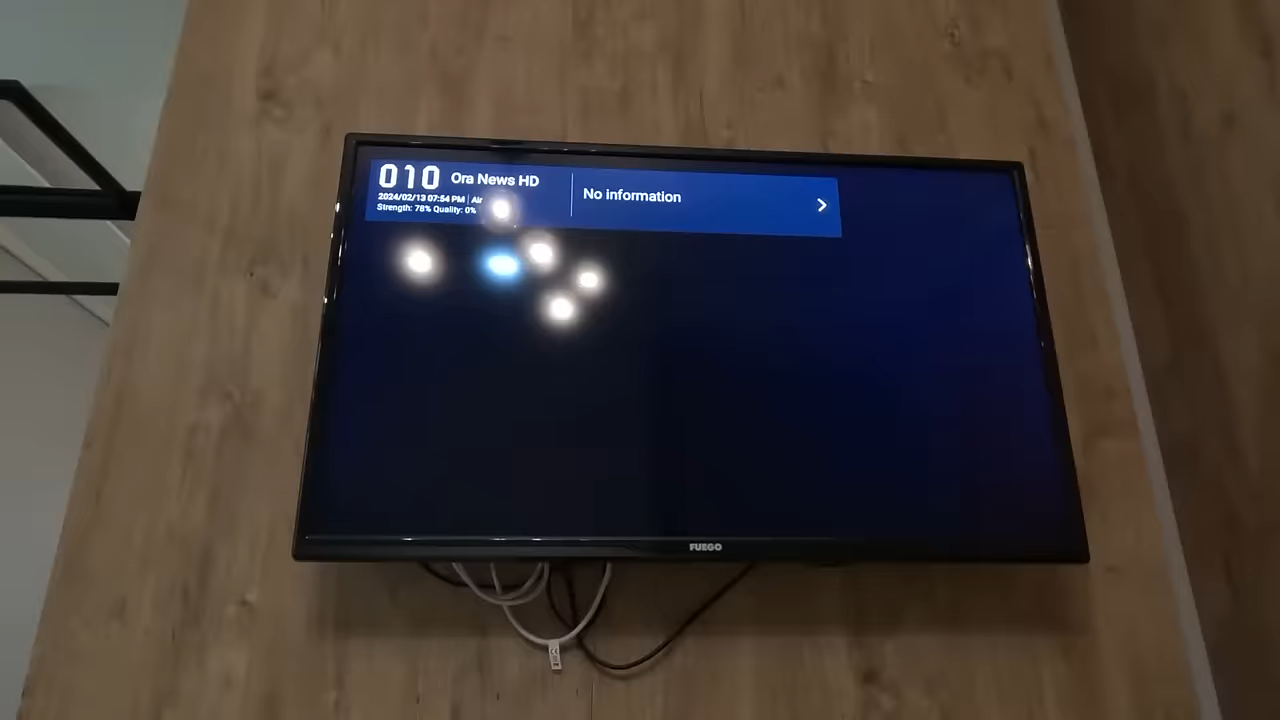 010 Ora News HD
2024/02/13 07:54 PM
Strength: 78% Quality: 0%
No information
FUEGO